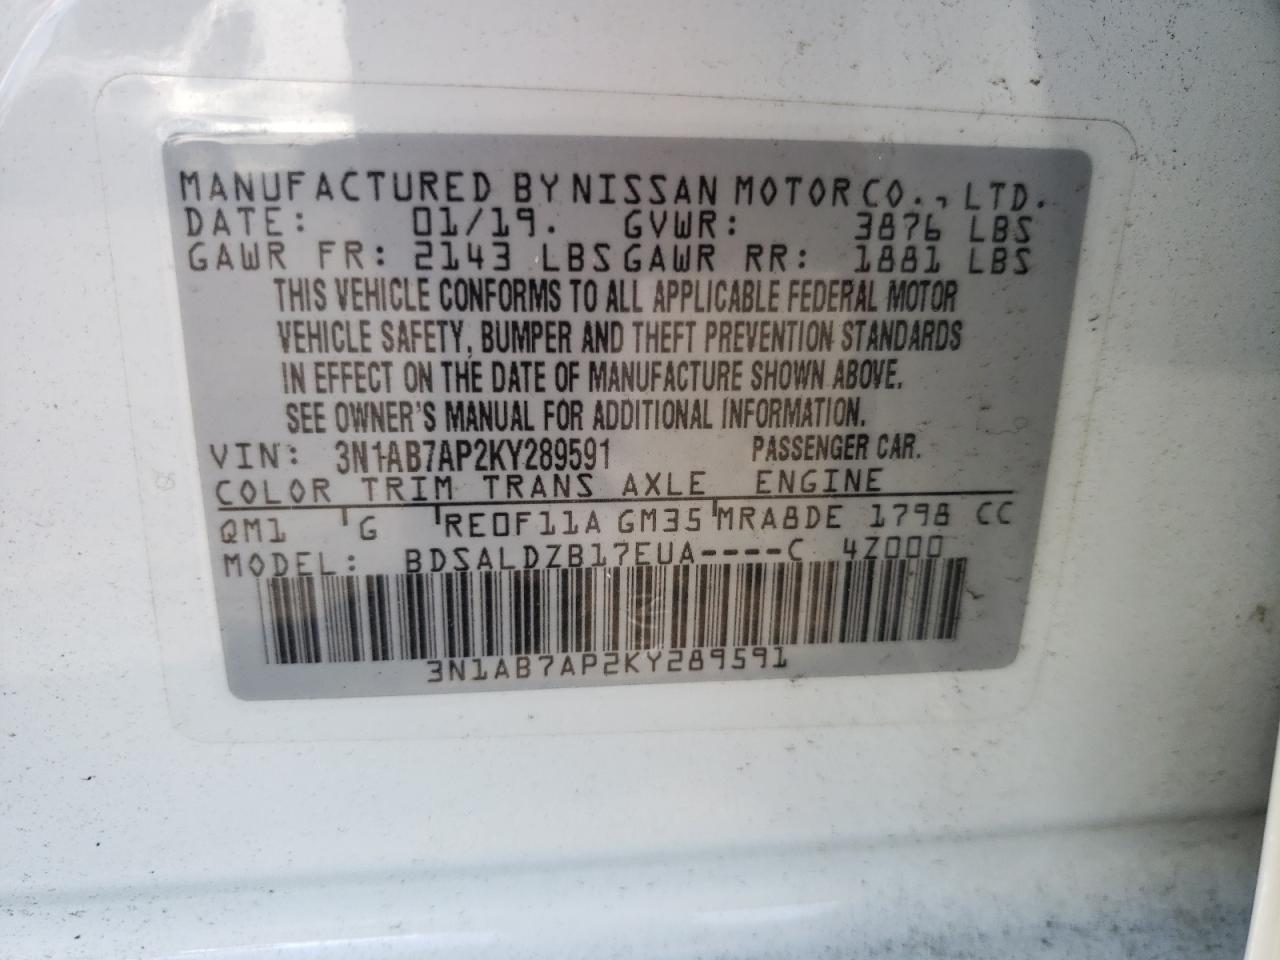 MANUFACTURED BY NISSAN MOTOR CO., LTD.
DATE: 01/19. GVWR: 3876 LBS
GAWR FR: 2143 LBS GAWR RR: 1881 LBS
THIS VEHICLE CONFORMS TO ALL APPLICABLE FEDERAL MOTOR
VEHICLE SAFETY, BUMPER AND THEFT PREVENTION STANDARDS
IN EFFECT ON THE DATE OF MANUFACTURE SHOWN ABOVE.
SEE OWNER'S MANUAL FOR ADDITIONAL INFORMATION.
VIN: 3N1AB7AP2KY289591 PASSENGER CAR.
COLOR TRIM TRANS AXLE ENGINE
QM1 G RE0F11A GM35 MRA8DE 1798 CC
MODEL: BDSALDZB17EUA----C 4Z000
3N1AB7AP2KY289591